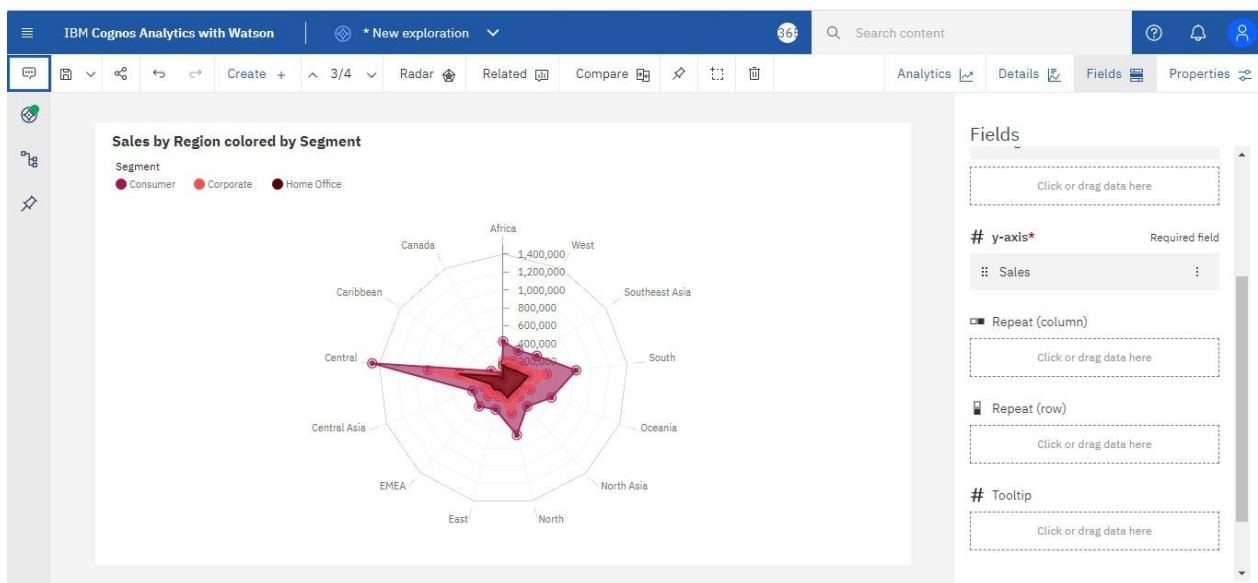 IBM Cognos Analytics with Watson
* New exploration
Search content
Create +
3/4
Radar
Related
Compare
Analytics
Details
Fields
Properties
Sales by Region colored by Segment
Segment
Consumer
Corporate
Home Office
Africa
West
Southeast Asia
South
Oceania
North Asia
North
East
EMEA
Central Asia
Central
Caribbean
Canada
1,400,000
1,200,000
1,000,000
800,000
600,000
400,000
200,000
Fields
Click or drag data here
# y-axis*
Required field
Sales
Repeat (column)
Click or drag data here
Repeat (row)
Click or drag data here
# Tooltip
Click or drag data here